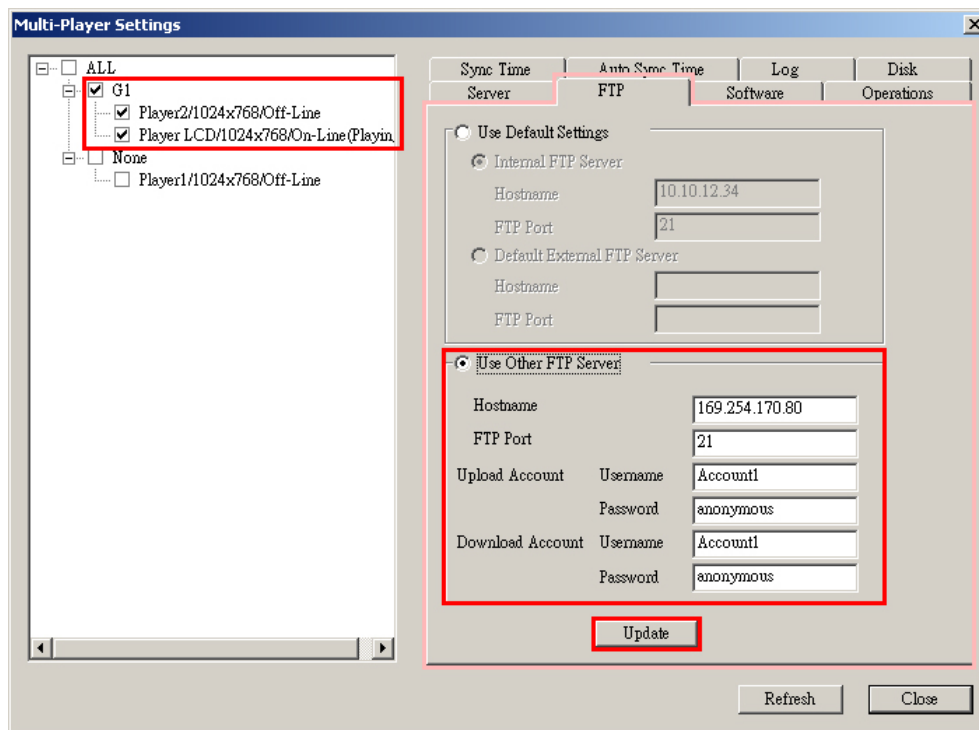 Multi-Player Settings
ALL
G1
Player2/1024x768/Off-Line
Player LCD/1024x768/On-Line(Playin
None
Player1/1024x768/Off-Line
Sync Time Auto Sync Time Log Disk
Server FTP Software Operations
Use Default Settings
Internal FTP Server
Hostname 10.10.12.34
FTP Port 21
Default External FTP Server
Hostname
FTP Port
Use Other FTP Server
Hostname 169.254.170.80
FTP Port 21
Upload Account Username Account1
Password anonymous
Download Account Username Account1
Password anonymous
Update
Refresh Close